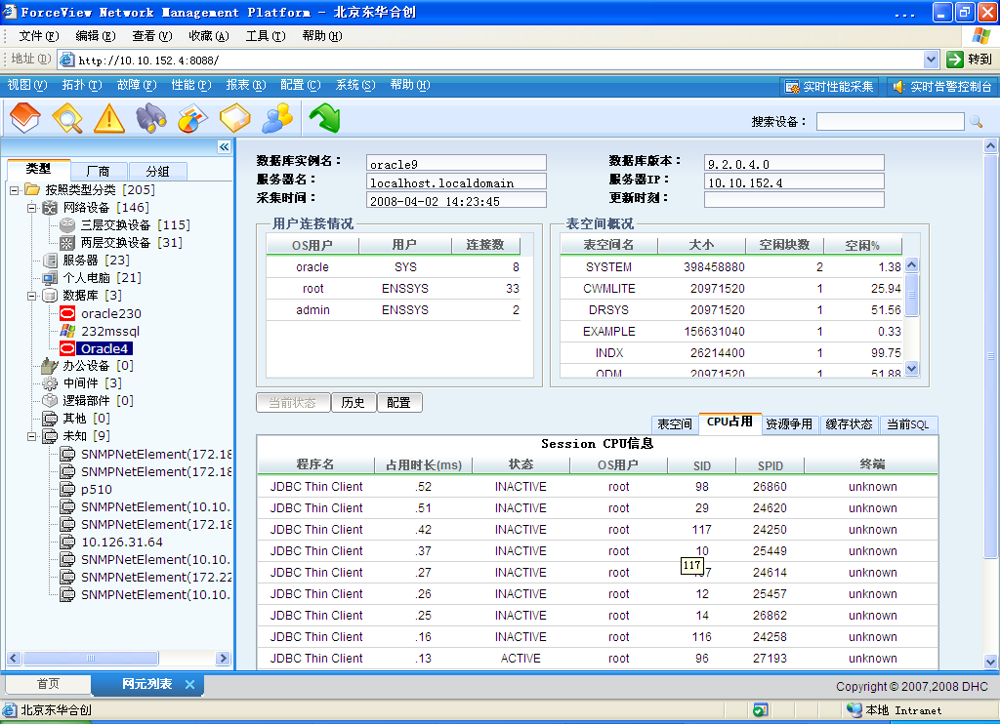 ForceView Network Management Platform - 北京东华合创
文件(F) 编辑(E) 查看(V) 收藏(A) 工具(T) 帮助(H)
地址(D) http://10.10.152.4:8088/ 转到
视图(V) 拓扑(T) 故障(F) 性能(P) 报表(R) 配置(C) 系统(S) 帮助(H) 实时性能采集 实时告警控制台
搜索设备：
类型 厂商 分组
按照类型分类 [205]
网络设备 [146]
三层交换设备 [115]
两层交换设备 [31]
服务器 [23]
个人电脑 [21]
数据库 [3]
oracle230
232mssql
Oracle4
办公设备 [0]
中间件 [3]
逻辑部件 [0]
其他 [0]
未知 [9]
SNMPNetElement(172.18
SNMPNetElement(172.18
p510
SNMPNetElement(10.10.
SNMPNetElement(172.18
10.126.31.64
SNMPNetElement(10.10.
SNMPNetElement(172.22
SNMPNetElement(10.10.
数据库实例名： oracle9 数据库版本： 9.2.0.4.0
服务器名： localhost.localdomain 服务器IP： 10.10.152.4
采集时间： 2008-04-02 14:23:45 更新时刻：
用户连接情况
OS用户 用户 连接数
oracle SYS 8
root ENSSYS 33
admin ENSSYS 2
表空间概况
表空间名 大小 空闲块数 空闲%
SYSTEM 398458880 2 1.38
CWMLITE 20971520 1 25.94
DRSYS 20971520 1 51.56
EXAMPLE 156631040 1 0.33
INDX 26214400 1 99.75
ODM 20971520 1 51.88
当前状态 历史 配置
表空间 CPU占用 资源争用 缓存状态 当前SQL
Session CPU信息
程序名 占用时长(ms) 状态 OS用户 SID SPID 终端
JDBC Thin Client .52 INACTIVE root 98 26860 unknown
JDBC Thin Client .51 INACTIVE root 29 24620 unknown
JDBC Thin Client .42 INACTIVE root 117 24250 unknown
JDBC Thin Client .37 INACTIVE root 10 25449 unknown
117
JDBC Thin Client .27 INACTIVE root 24614 unknown
JDBC Thin Client .26 INACTIVE root 12 25457 unknown
JDBC Thin Client .25 INACTIVE root 14 26862 unknown
JDBC Thin Client .16 INACTIVE root 116 24258 unknown
JDBC Thin Client .13 ACTIVE root 96 27193 unknown
首页 网元列表 Copyright © 2007,2008 DHC
北京东华合创 本地 Intranet